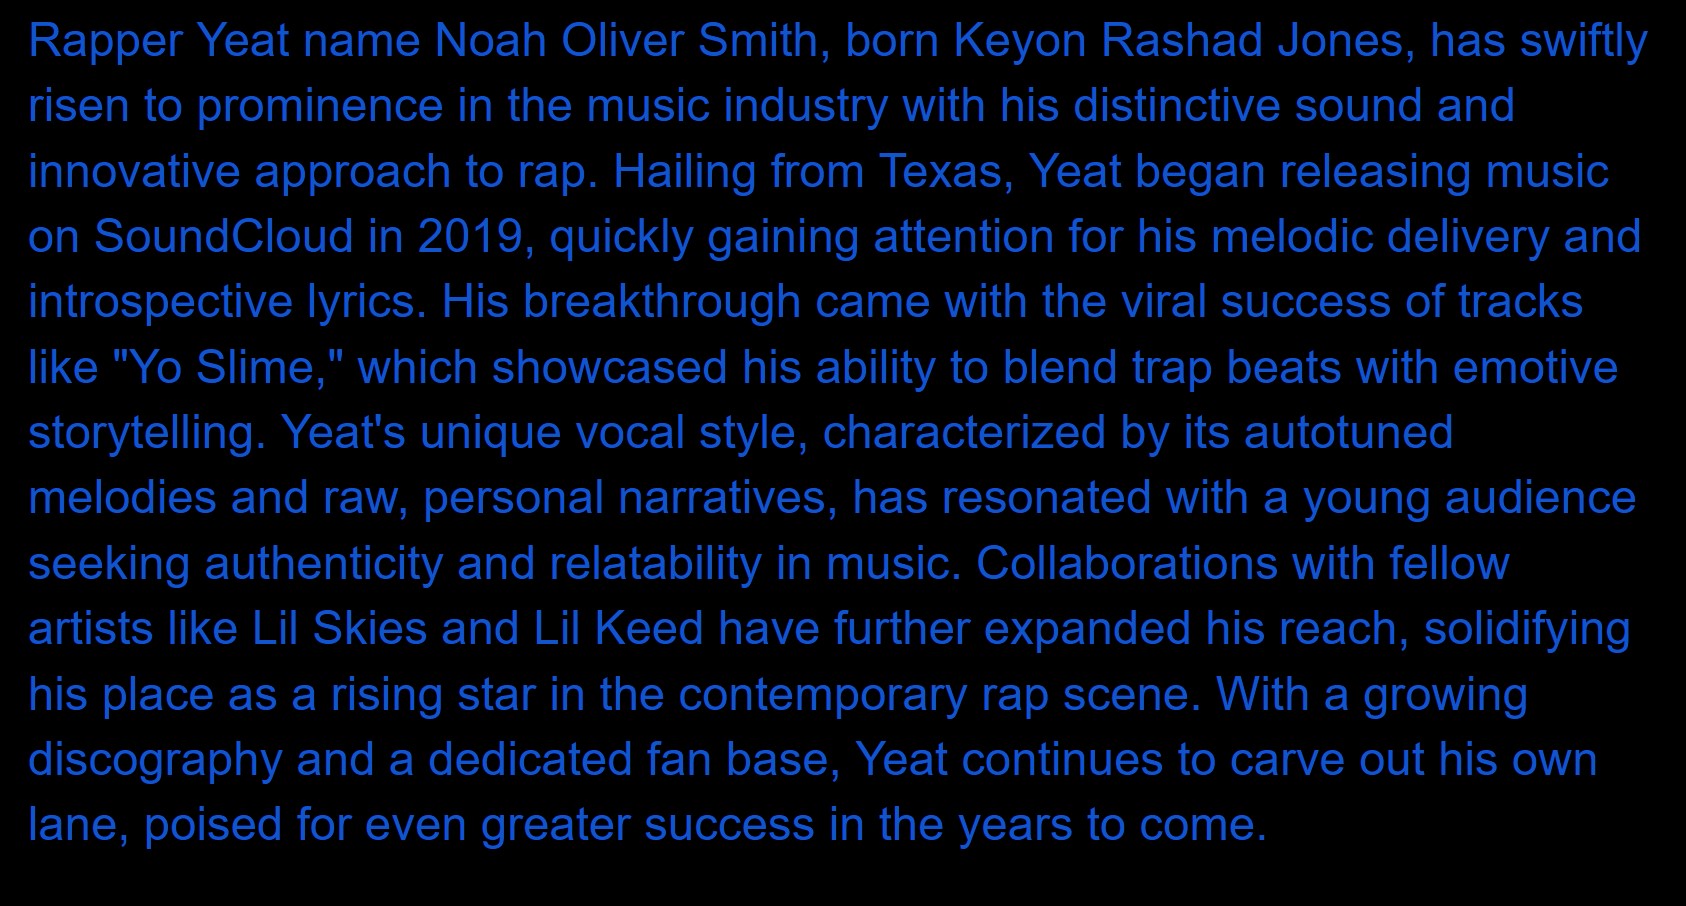 Rapper Yeat name Noah Oliver Smith, born Keyon Rashad Jones, has swiftly
risen to prominence in the music industry with his distinctive sound and
innovative approach to rap. Hailing from Texas, Yeat began releasing music
on SoundCloud in 2019, quickly gaining attention for his melodic delivery and
introspective lyrics. His breakthrough came with the viral success of tracks
like "Yo Slime," which showcased his ability to blend trap beats with emotive
storytelling. Yeat's unique vocal style, characterized by its autotuned
melodies and raw, personal narratives, has resonated with a young audience
seeking authenticity and relatability in music. Collaborations with fellow
artists like Lil Skies and Lil Keed have further expanded his reach, solidifying
his place as a rising star in the contemporary rap scene. With a growing
discography and a dedicated fan base, Yeat continues to carve out his own
lane, poised for even greater success in the years to come.